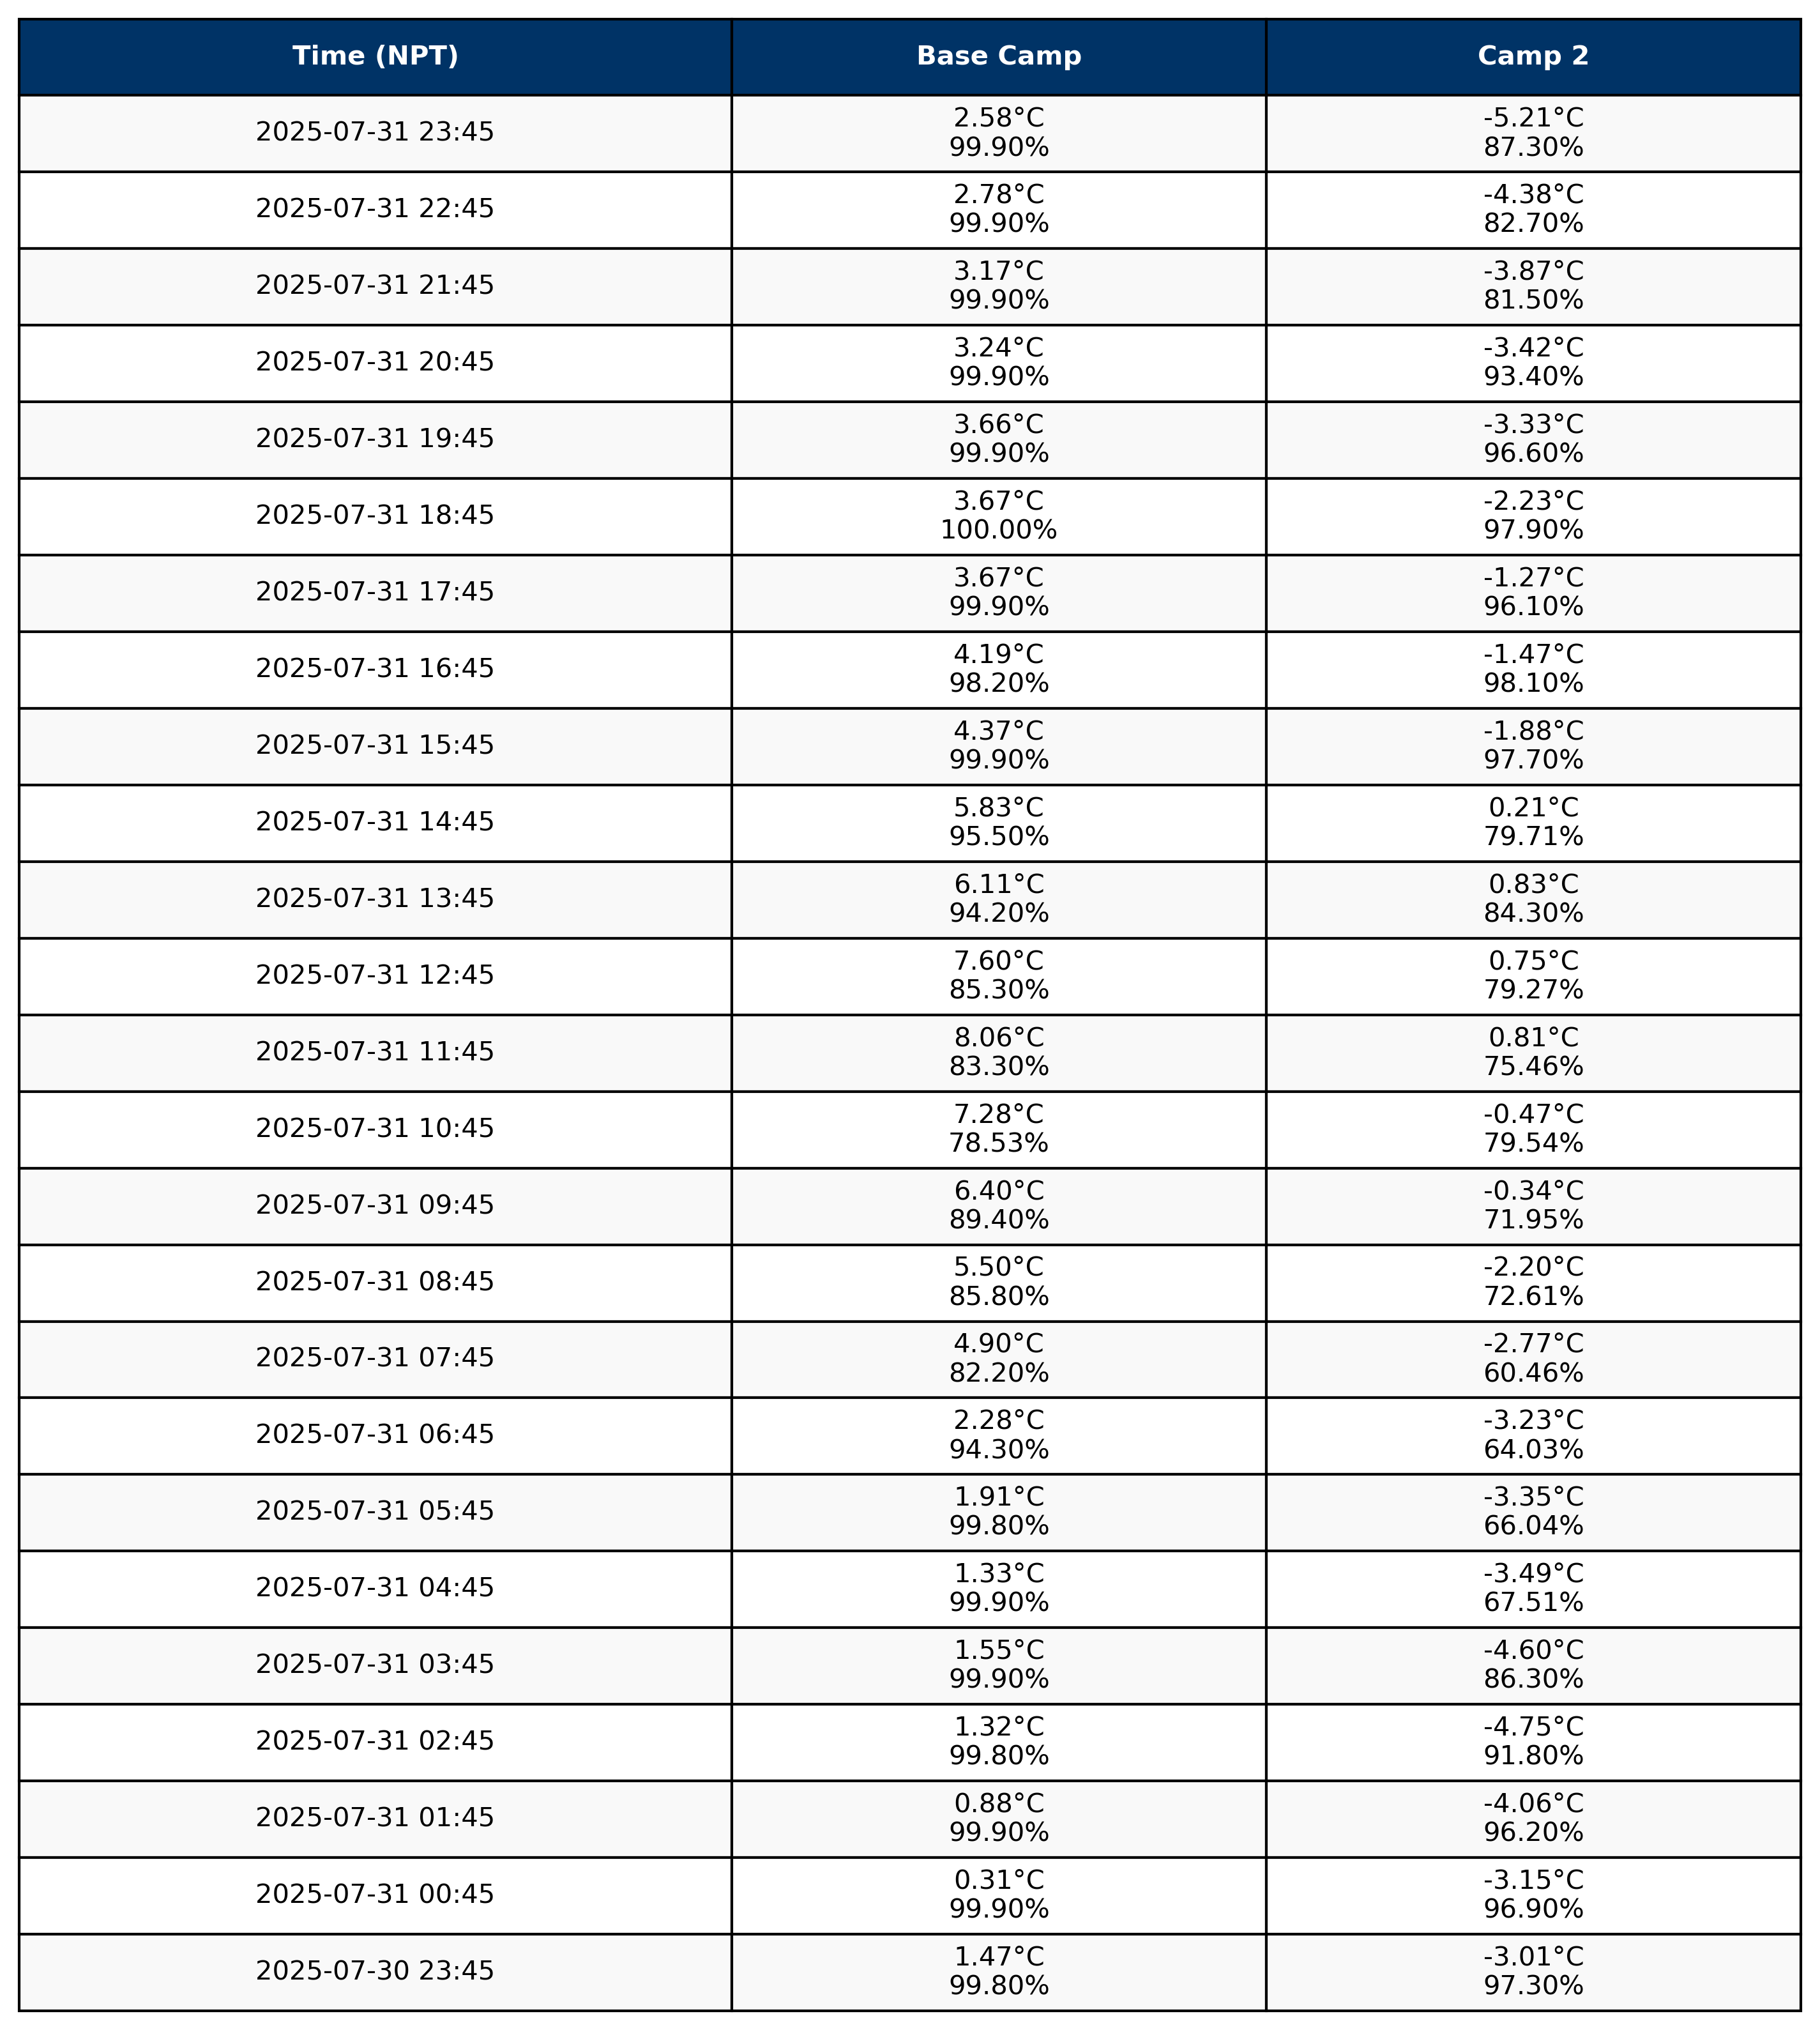 Time (NPT) Base Camp Camp 2
2025-07-31 23:45 2.58°C -5.21°C
99.90% 87.30%
2025-07-31 22:45 2.78°C -4.38°C
99.90% 82.70%
2025-07-31 21:45 3.17°C -3.87°C
99.90% 81.50%
2025-07-31 20:45 3.24°C -3.42°C
99.90% 93.40%
2025-07-31 19:45 3.66°C -3.33°C
99.90% 96.60%
2025-07-31 18:45 3.67°C -2.23°C
100.00% 97.90%
2025-07-31 17:45 3.67°C -1.27°C
99.90% 96.10%
2025-07-31 16:45 4.19°C -1.47°C
98.20% 98.10%
2025-07-31 15:45 4.37°C -1.88°C
99.90% 97.70%
2025-07-31 14:45 5.83°C 0.21°C
95.50% 79.71%
2025-07-31 13:45 6.11°C 0.83°C
94.20% 84.30%
2025-07-31 12:45 7.60°C 0.75°C
85.30% 79.27%
2025-07-31 11:45 8.06°C 0.81°C
83.30% 75.46%
2025-07-31 10:45 7.28°C -0.47°C
78.53% 79.54%
2025-07-31 09:45 6.40°C -0.34°C
89.40% 71.95%
2025-07-31 08:45 5.50°C -2.20°C
85.80% 72.61%
2025-07-31 07:45 4.90°C -2.77°C
82.20% 60.46%
2025-07-31 06:45 2.28°C -3.23°C
94.30% 64.03%
2025-07-31 05:45 1.91°C -3.35°C
99.80% 66.04%
2025-07-31 04:45 1.33°C -3.49°C
99.90% 67.51%
2025-07-31 03:45 1.55°C -4.60°C
99.90% 86.30%
2025-07-31 02:45 1.32°C -4.75°C
99.80% 91.80%
2025-07-31 01:45 0.88°C -4.06°C
99.90% 96.20%
2025-07-31 00:45 0.31°C -3.15°C
99.90% 96.90%
2025-07-30 23:45 1.47°C -3.01°C
99.80% 97.30%